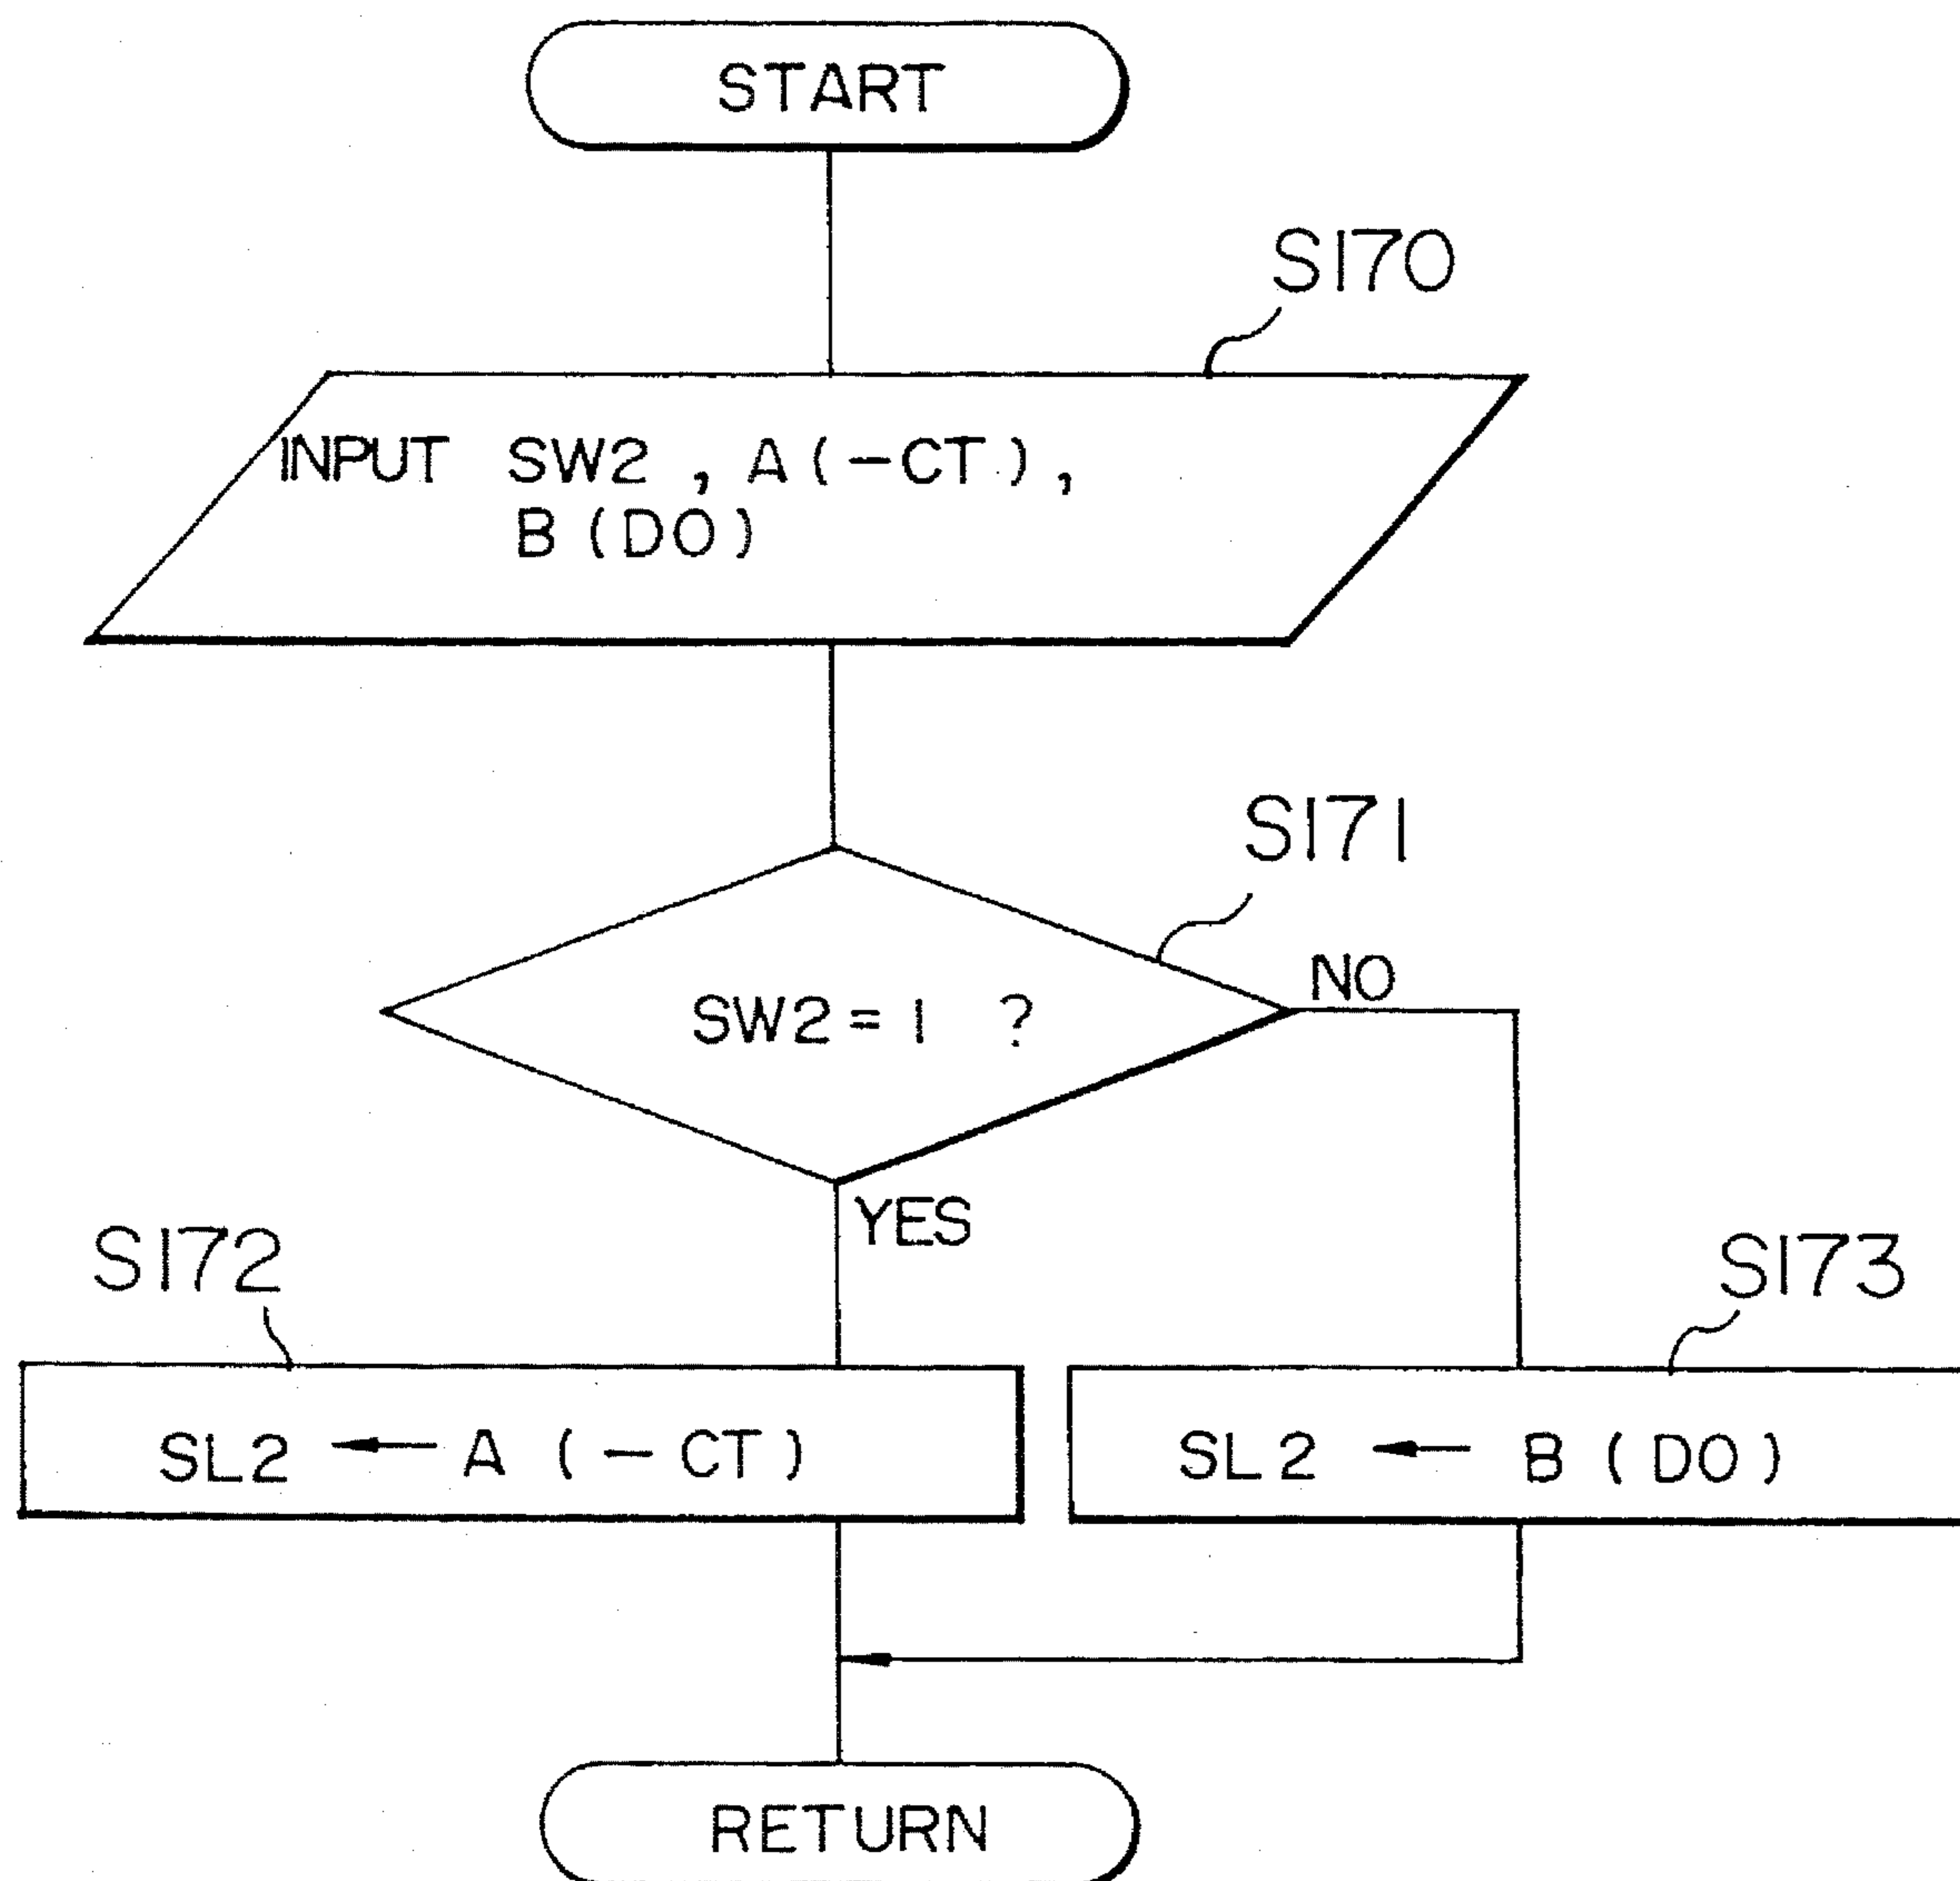 START
S170
INPUT SW2 , A (-CT) ,
B (DO)
S171
SW2 = 1 ?
NO
YES
S172
S173
SL2 ← A (-CT)
SL2 ← B (DO)
RETURN